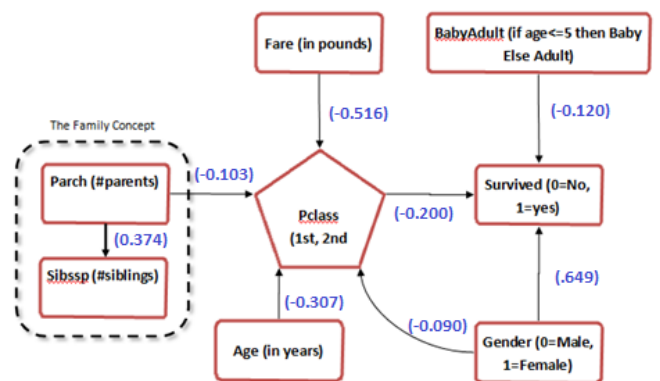 Fare (in pounds)
BabyAdult (if age<=5 then Baby
Else Adult)
(-0.516)
(-0.120)
The Family Concept
(-0.103)
Parch (#parents)
Pclass
(1st, 2nd
(-0.200)
Survived (0=No,
1=yes)
(0.374)
Sibssp (#siblings)
(-0.307)
(-0.090)
(.649)
Age (in years)
Gender (0=Male,
1=Female)